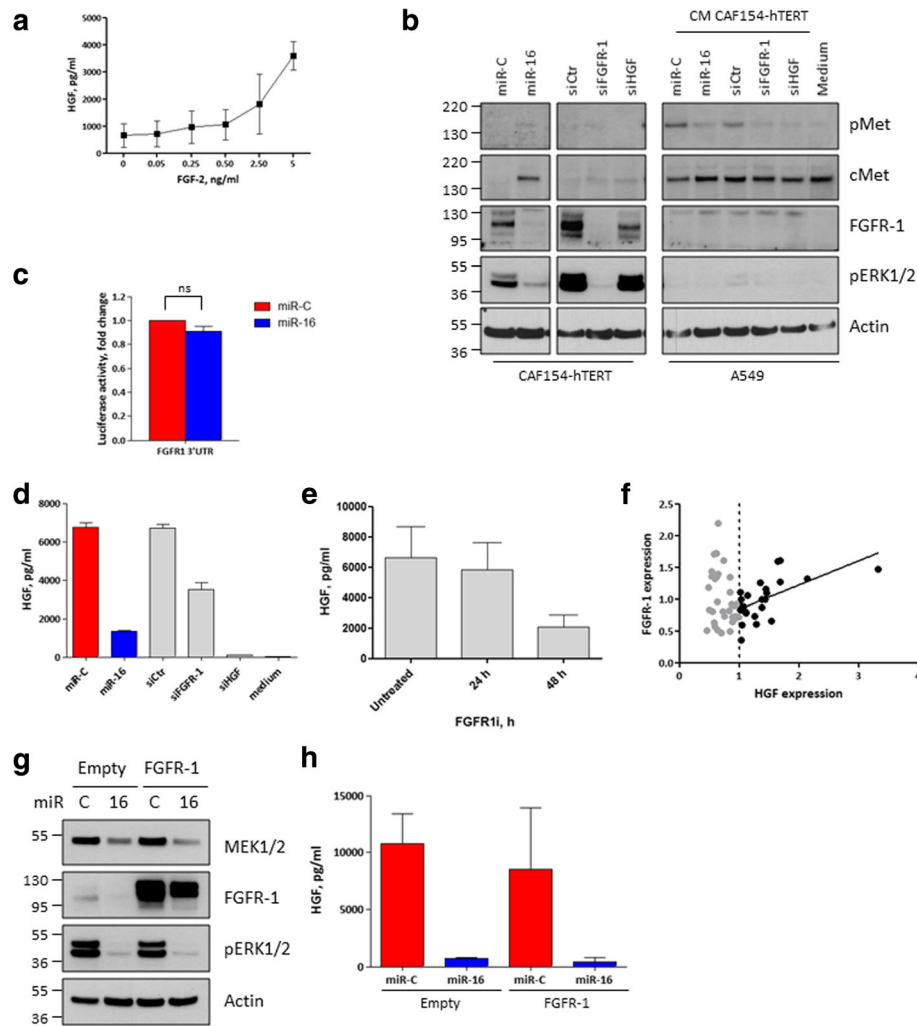 a
HGF, pg/ml
5000
4000
3000
2000
1000
0
0 0.05 0.25 0.50 2.50 5
FGF-2, ng/ml
b
CM CAF154-hTERT
miR-C miR-16 siCtr siFGFR-1 siHGF miR-C miR-16 siCtr siFGFR-1 siHGF Medium
220
130
220
130
130
95
55
36
55
36
pMet
cMet
FGFR-1
pERK1/2
Actin
CAF154-hTERT A549
c
Luciferase activity, fold change
1.2
1.0
0.8
0.6
0.4
0.2
0.0
ns
miR-C
miR-16
FGFR1 3'UTR
d
HGF, pg/ml
8000
6000
4000
2000
0
miR-C miR-16 siCtr siFGFR-1 siHGF medium
e
HGF, pg/ml
10000
8000
6000
4000
2000
0
Untreated 24 h 48 h
FGFR1i, h
f
FGFR-1 expression
2.5
2.0
1.5
1.0
0.5
0.0
0 1 2 3 4
HGF expression
g
Empty FGFR-1
miR C 16 C 16
55
130
95
55
36
55
36
MEK1/2
FGFR-1
pERK1/2
Actin
h
HGF, pg/ml
15000
10000
5000
0
miR-C miR-16 miR-C miR-16
Empty FGFR-1